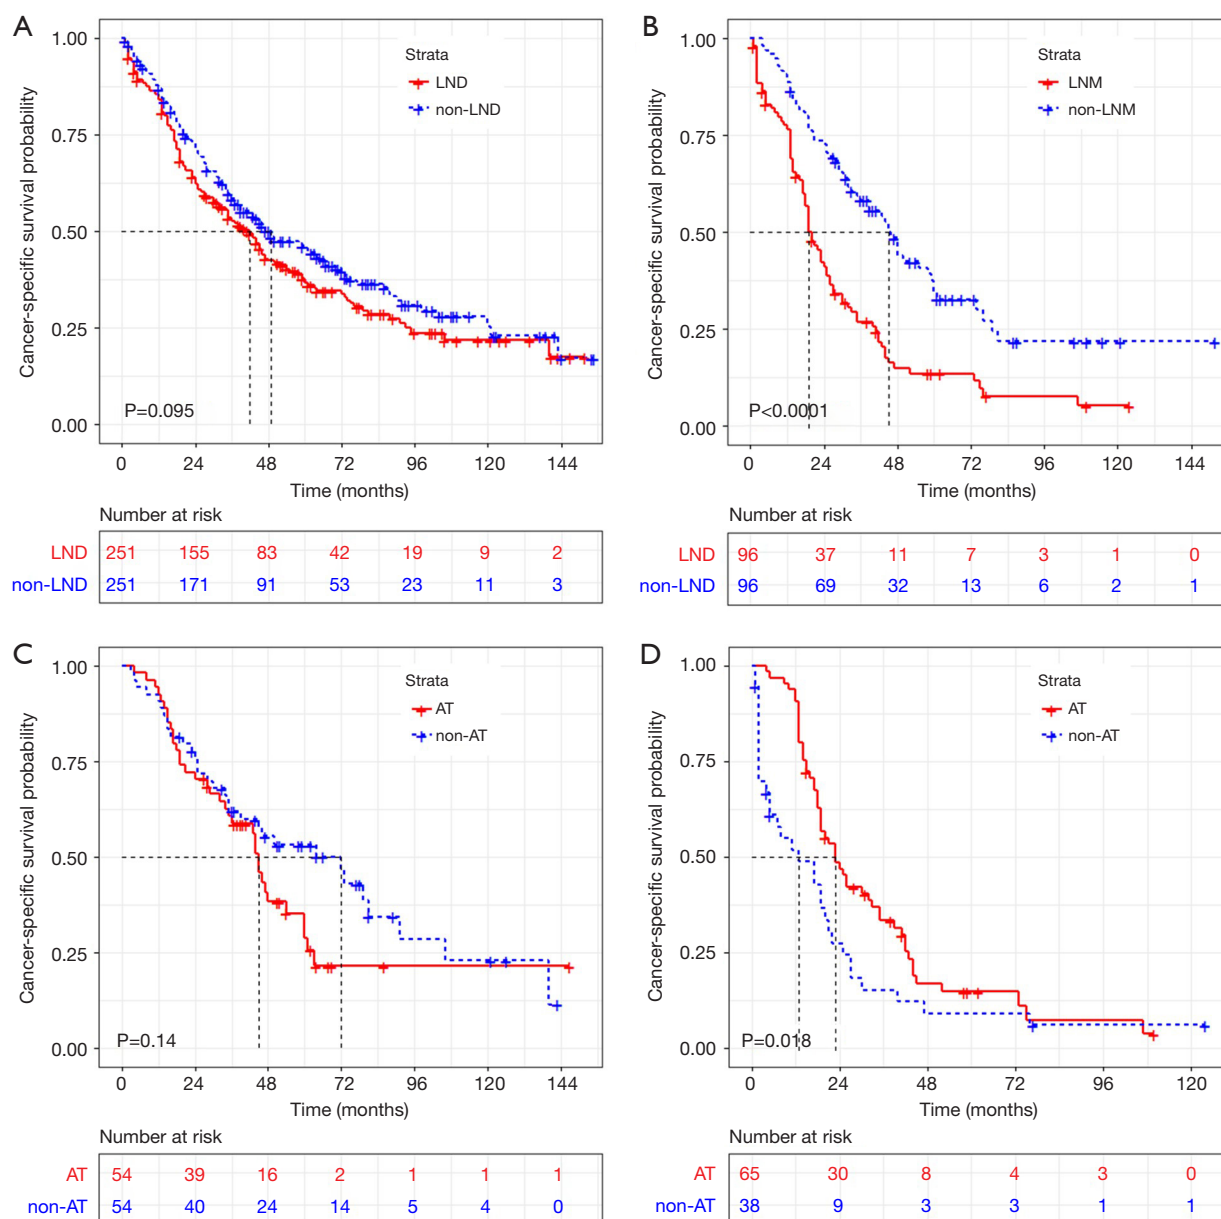 A
Cancer-specific survival probability
1.00
0.75
0.50
0.25
0.00
Strata
LND
non-LND
P=0.095
0 24 48 72 96 120 144
Time (months)
Number at risk
LND 251 155 83 42 19 9 2
non-LND 251 171 91 53 23 11 3
B
Cancer-specific survival probability
1.00
0.75
0.50
0.25
0.00
Strata
LNM
non-LNM
P<0.0001
0 24 48 72 96 120 144
Time (months)
Number at risk
LND 96 37 11 7 3 1 0
non-LND 96 69 32 13 6 2 1
C
Cancer-specific survival probability
1.00
0.75
0.50
0.25
0.00
Strata
AT
non-AT
P=0.14
0 24 48 72 96 120 144
Time (months)
Number at risk
AT 54 39 16 2 1 1 1
non-AT 54 40 24 14 5 4 0
D
Cancer-specific survival probability
1.00
0.75
0.50
0.25
0.00
Strata
AT
non-AT
P=0.018
0 24 48 72 96 120
Time (months)
Number at risk
AT 65 30 8 4 3 0
non-AT 38 9 3 3 1 1